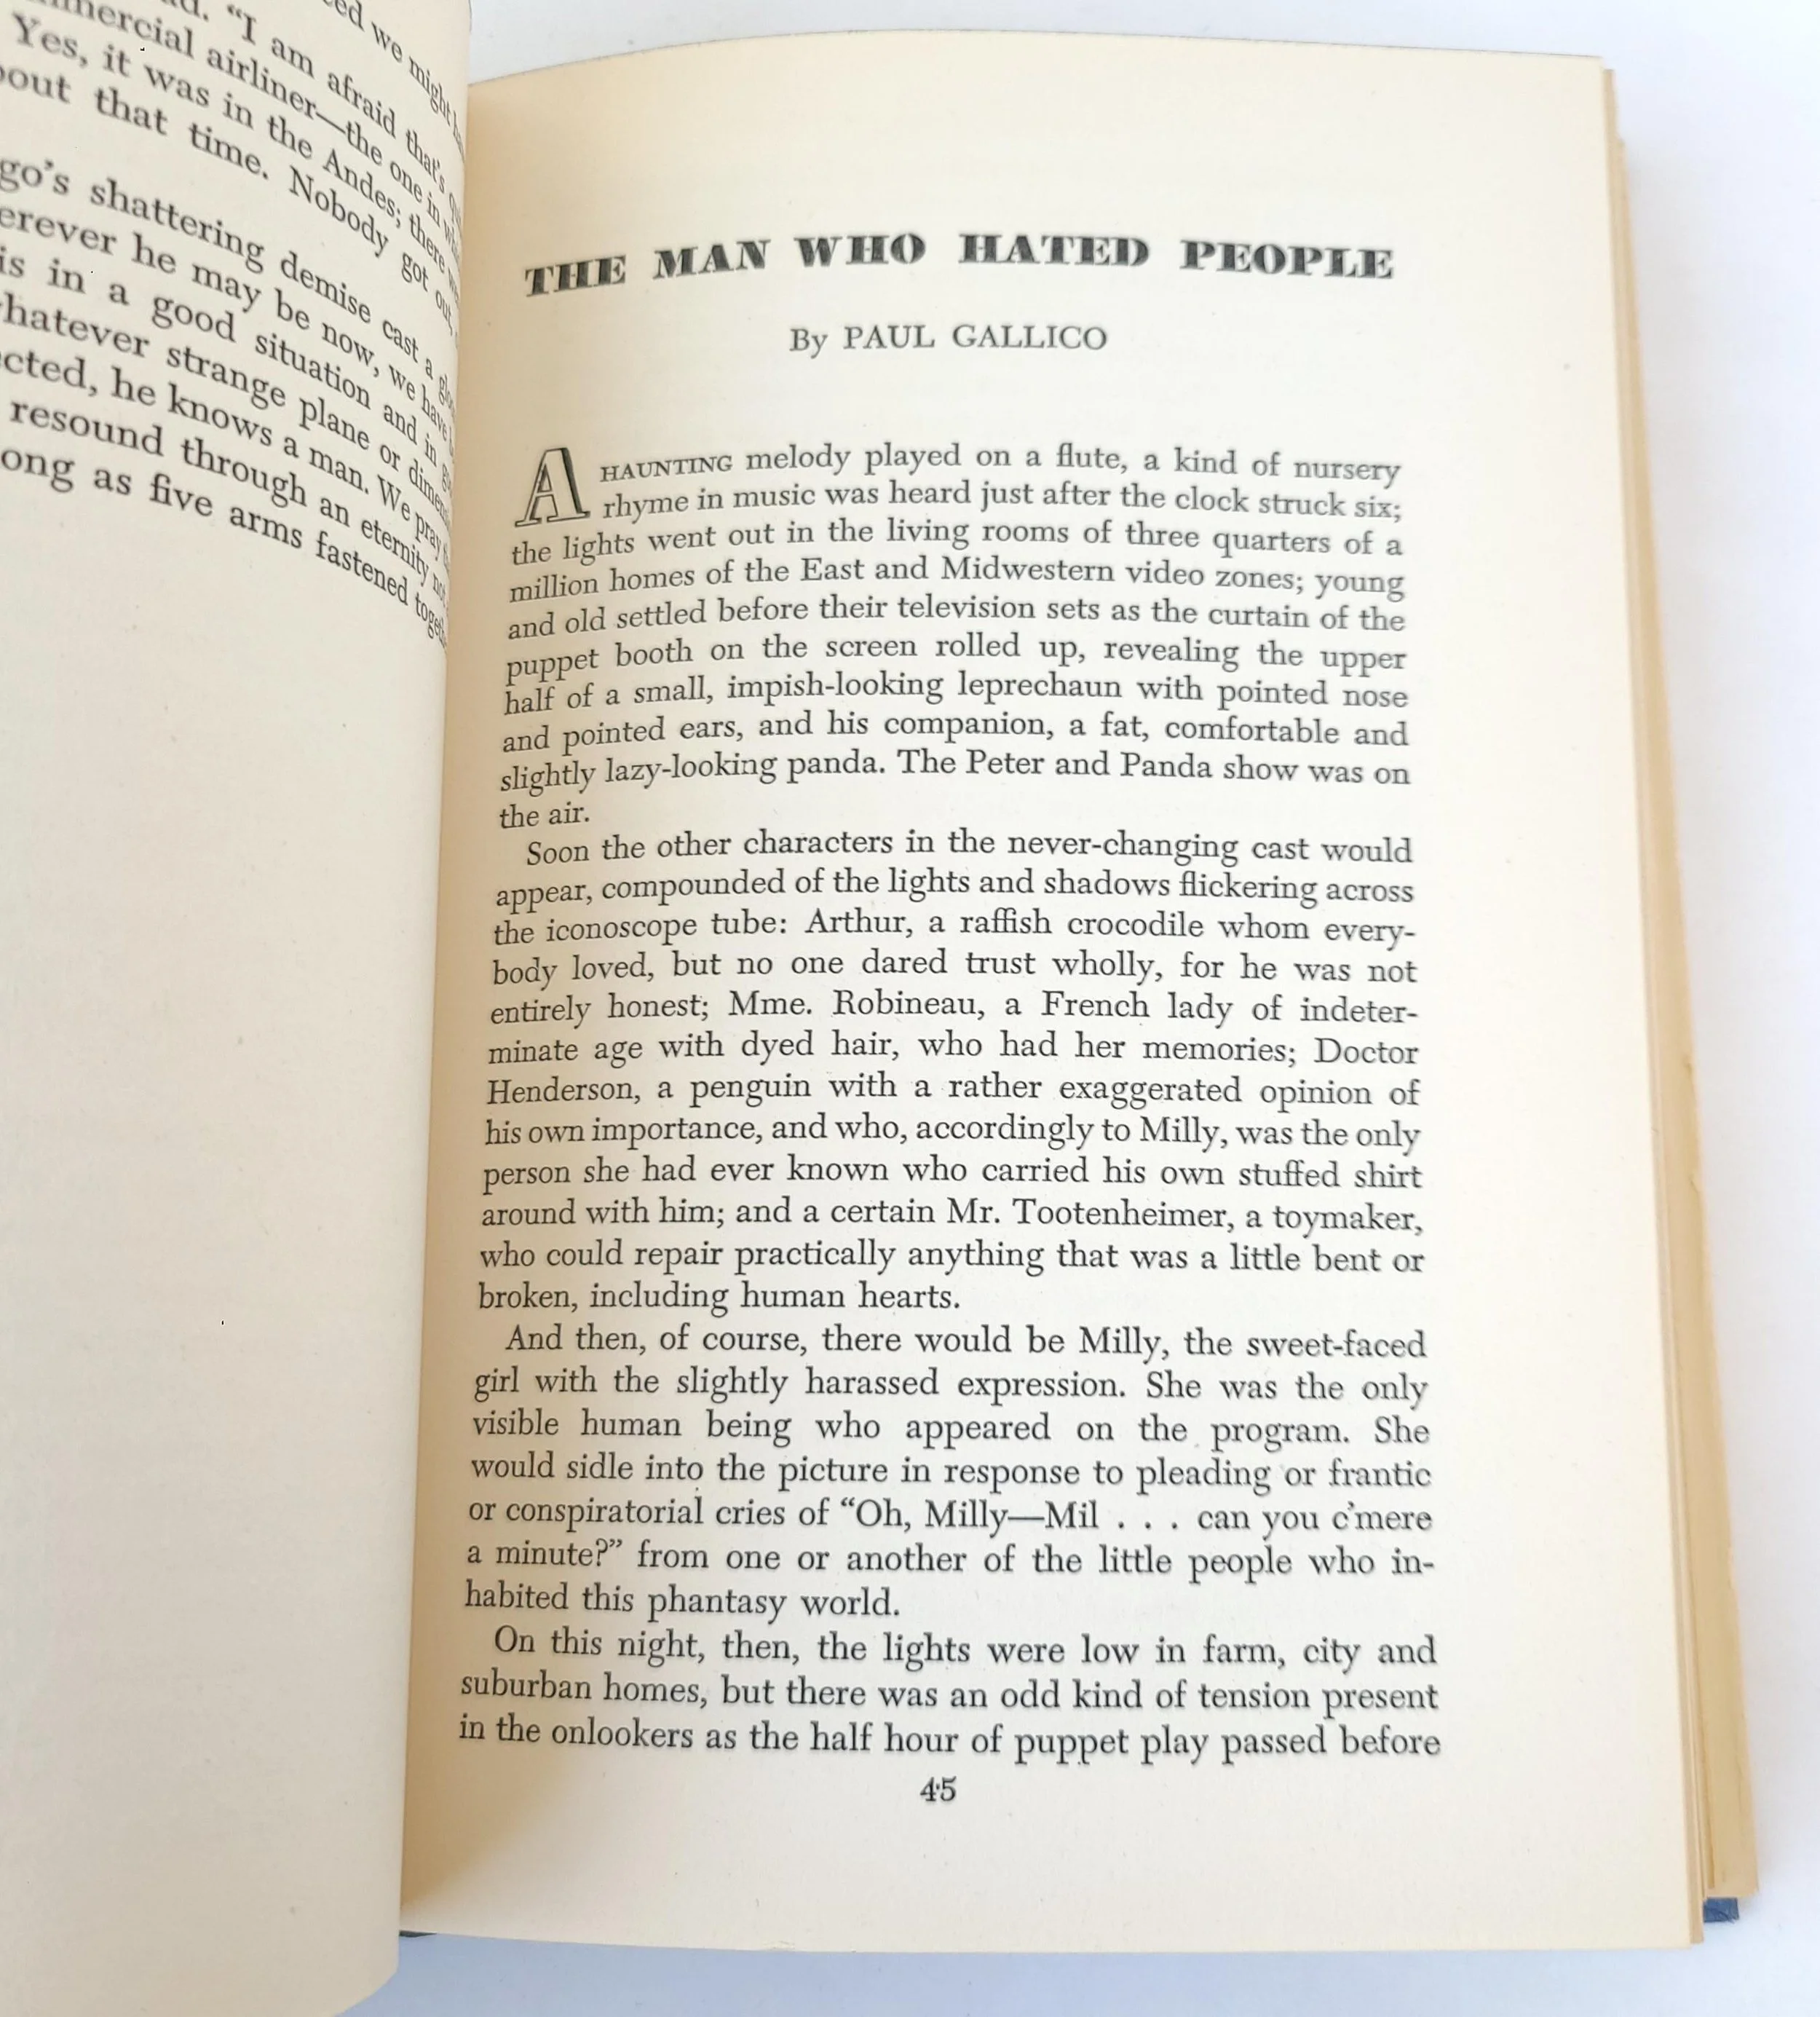 ed we might
"I am afraid that's
mmercial airliner—the one in
Yes, it was in the Andes; there
that time. Nobody got out,
go's shattering demise cast a
erever he may be now, we have
is in a good situation and in
whatever strange plane or
cted, he knows a man. We pray
resound through an eternity not
ong as five arms fastened
THE MAN WHO HATED PEOPLE
By PAUL GALLICO
A HAUNTING melody played on a flute, a kind of nursery
rhyme in music was heard just after the clock struck six;
the lights went out in the living rooms of three quarters of a
million homes of the East and Midwestern video zones; young
and old settled before their television sets as the curtain of the
puppet booth on the screen rolled up, revealing the upper
half of a small, impish-looking leprechaun with pointed nose
and pointed ears, and his companion, a fat, comfortable and
slightly lazy-looking panda. The Peter and Panda show was on
the air.
Soon the other characters in the never-changing cast would
appear, compounded of the lights and shadows flickering across
the iconoscope tube: Arthur, a raffish crocodile whom every-
body loved, but no one dared trust wholly, for he was not
entirely honest; Mme. Robineau, a French lady of indeter-
minate age with dyed hair, who had her memories; Doctor
Henderson, a penguin with a rather exaggerated opinion of
his own importance, and who, accordingly to Milly, was the only
person she had ever known who carried his own stuffed shirt
around with him; and a certain Mr. Tootenheimer, a toymaker,
who could repair practically anything that was a little bent or
broken, including human hearts.
And then, of course, there would be Milly, the sweet-faced
girl with the slightly harassed expression. She was the only
visible human being who appeared on the program. She
would sidle into the picture in response to pleading or frantic
or conspiratorial cries of "Oh, Milly—Mil . . . can you c'mere
a minute?" from one or another of the little people who in-
habited this phantasy world.
On this night, then, the lights were low in farm, city and
suburban homes, but there was an odd kind of tension present
in the onlookers as the half hour of puppet play passed before
45